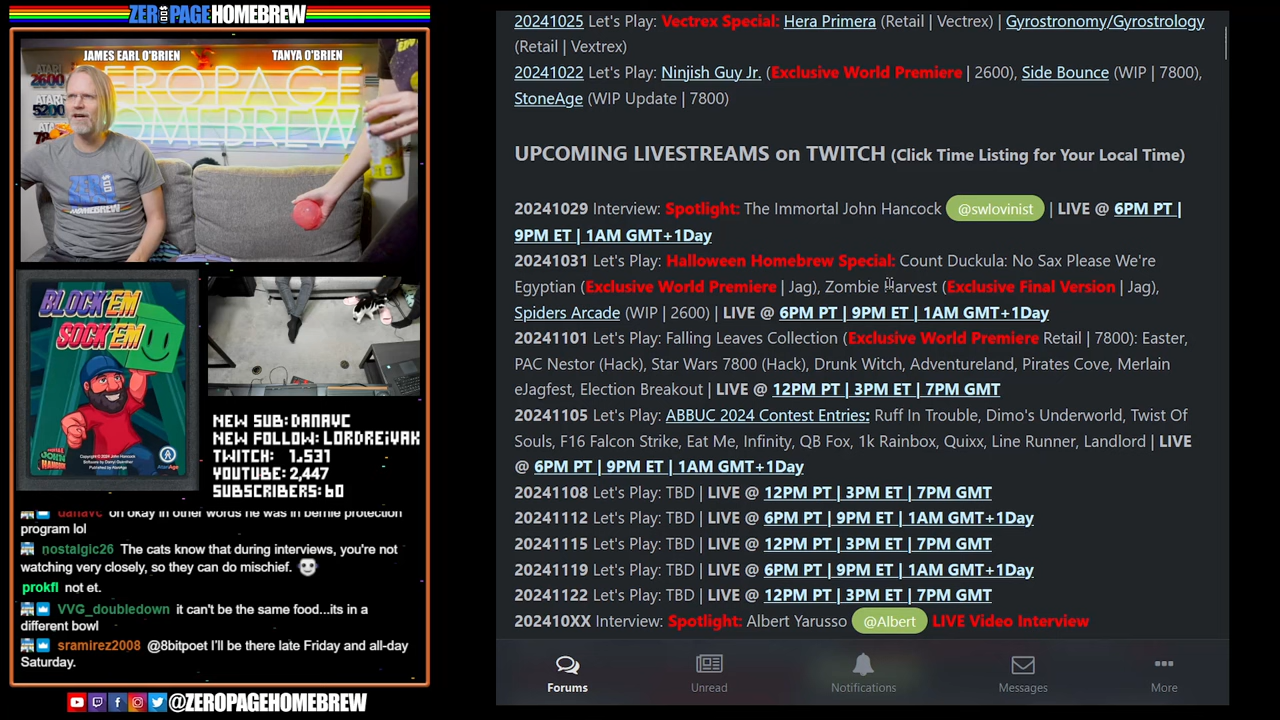 ZEROPAGEHOMEBREW
JAMES EARL O'BRIEN
TANYA O'BRIEN
ATARI
2600
ATARI
5200
ZEROPAGE
HOMEBREW
BLOCK'EM
SOCK'EM
NEW SUB: DANAVC
NEW FOLLOW: LORDREIVAK
TWITCH: 1,531
YOUTUBE: 2,447
SUBSCRIBERS: 60
danavc oh okay in other words he was in bernie protection
program lol
nostalgic26 The cats know that during interviews, you're not
watching very closely, so they can do mischief.
prokfl not et.
VVG_doubledown it can't be the same food...its in a
different bowl
sramirez2008 @8bitpoet I'll be there late Friday and all-day
Saturday.
@ZEROPAGEHOMEBREW
20241025 Let's Play: Vectrex Special: Hera Primera (Retail | Vectrex) | Gyrostronomy/Gyrostrology
(Retail | Vextrex)
20241022 Let's Play: Ninjish Guy Jr. (Exclusive World Premiere | 2600), Side Bounce (WIP | 7800),
StoneAge (WIP Update | 7800)
UPCOMING LIVESTREAMS on TWITCH (Click Time Listing for Your Local Time)
20241029 Interview: Spotlight: The Immortal John Hancock @swlovinist | LIVE @ 6PM PT |
9PM ET | 1AM GMT+1Day
20241031 Let's Play: Halloween Homebrew Special: Count Duckula: No Sax Please We're
Egyptian (Exclusive World Premiere | Jag), Zombie Harvest (Exclusive Final Version | Jag),
Spiders Arcade (WIP | 2600) | LIVE @ 6PM PT | 9PM ET | 1AM GMT+1Day
20241101 Let's Play: Falling Leaves Collection (Exclusive World Premiere Retail | 7800): Easter,
PAC Nestor (Hack), Star Wars 7800 (Hack), Drunk Witch, Adventureland, Pirates Cove, Merlain
eJagfest, Election Breakout | LIVE @ 12PM PT | 3PM ET | 7PM GMT
20241105 Let's Play: ABBUC 2024 Contest Entries: Ruff In Trouble, Dimo's Underworld, Twist Of
Souls, F16 Falcon Strike, Eat Me, Infinity, QB Fox, 1k Rainbox, Quixx, Line Runner, Landlord | LIVE
@ 6PM PT | 9PM ET | 1AM GMT+1Day
20241108 Let's Play: TBD | LIVE @ 12PM PT | 3PM ET | 7PM GMT
20241112 Let's Play: TBD | LIVE @ 6PM PT | 9PM ET | 1AM GMT+1Day
20241115 Let's Play: TBD | LIVE @ 12PM PT | 3PM ET | 7PM GMT
20241119 Let's Play: TBD | LIVE @ 6PM PT | 9PM ET | 1AM GMT+1Day
20241122 Let's Play: TBD | LIVE @ 12PM PT | 3PM ET | 7PM GMT
202410XX Interview: Spotlight: Albert Yarusso @Albert LIVE Video Interview
Forums
Unread
Notifications
Messages
More